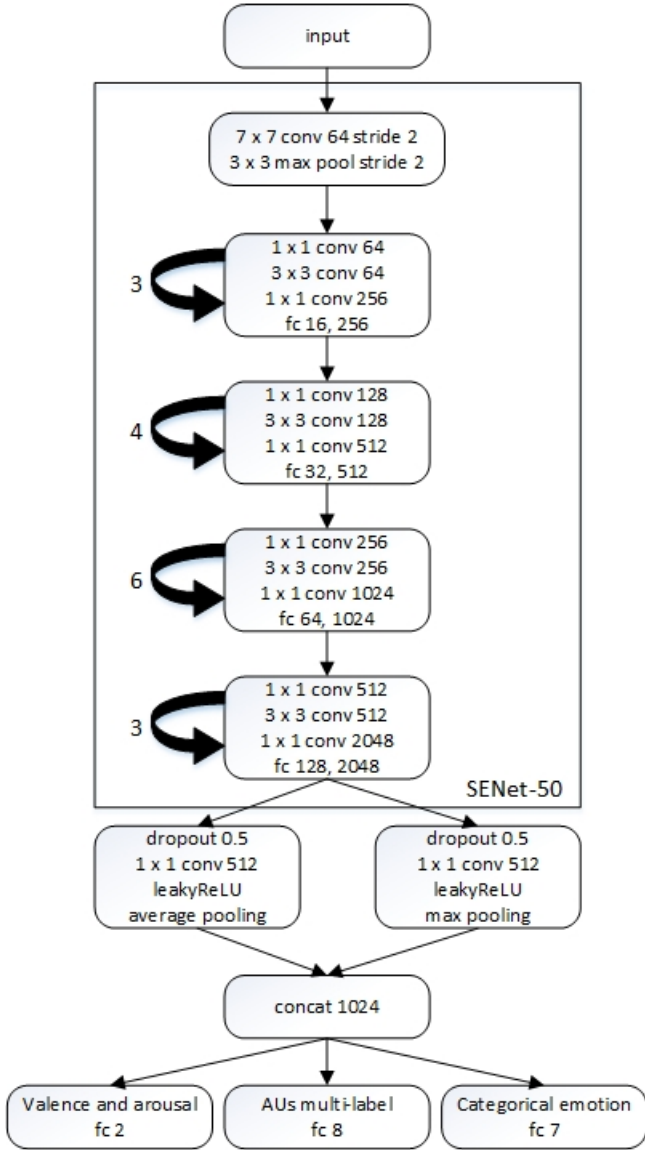 input
7 x 7 conv 64 stride 2
3 x 3 max pool stride 2
3
1 x 1 conv 64
3 x 3 conv 64
1 x 1 conv 256
fc 16, 256
4
1 x 1 conv 128
3 x 3 conv 128
1 x 1 conv 512
fc 32, 512
6
1 x 1 conv 256
3 x 3 conv 256
1 x 1 conv 1024
fc 64, 1024
3
1 x 1 conv 512
3 x 3 conv 512
1 x 1 conv 2048
fc 128, 2048
SENet-50
dropout 0.5
1 x 1 conv 512
leakyReLU
average pooling
dropout 0.5
1 x 1 conv 512
leakyReLU
max pooling
concat 1024
Valence and arousal
fc 2
AUs multi-label
fc 8
Categorical emotion
fc 7